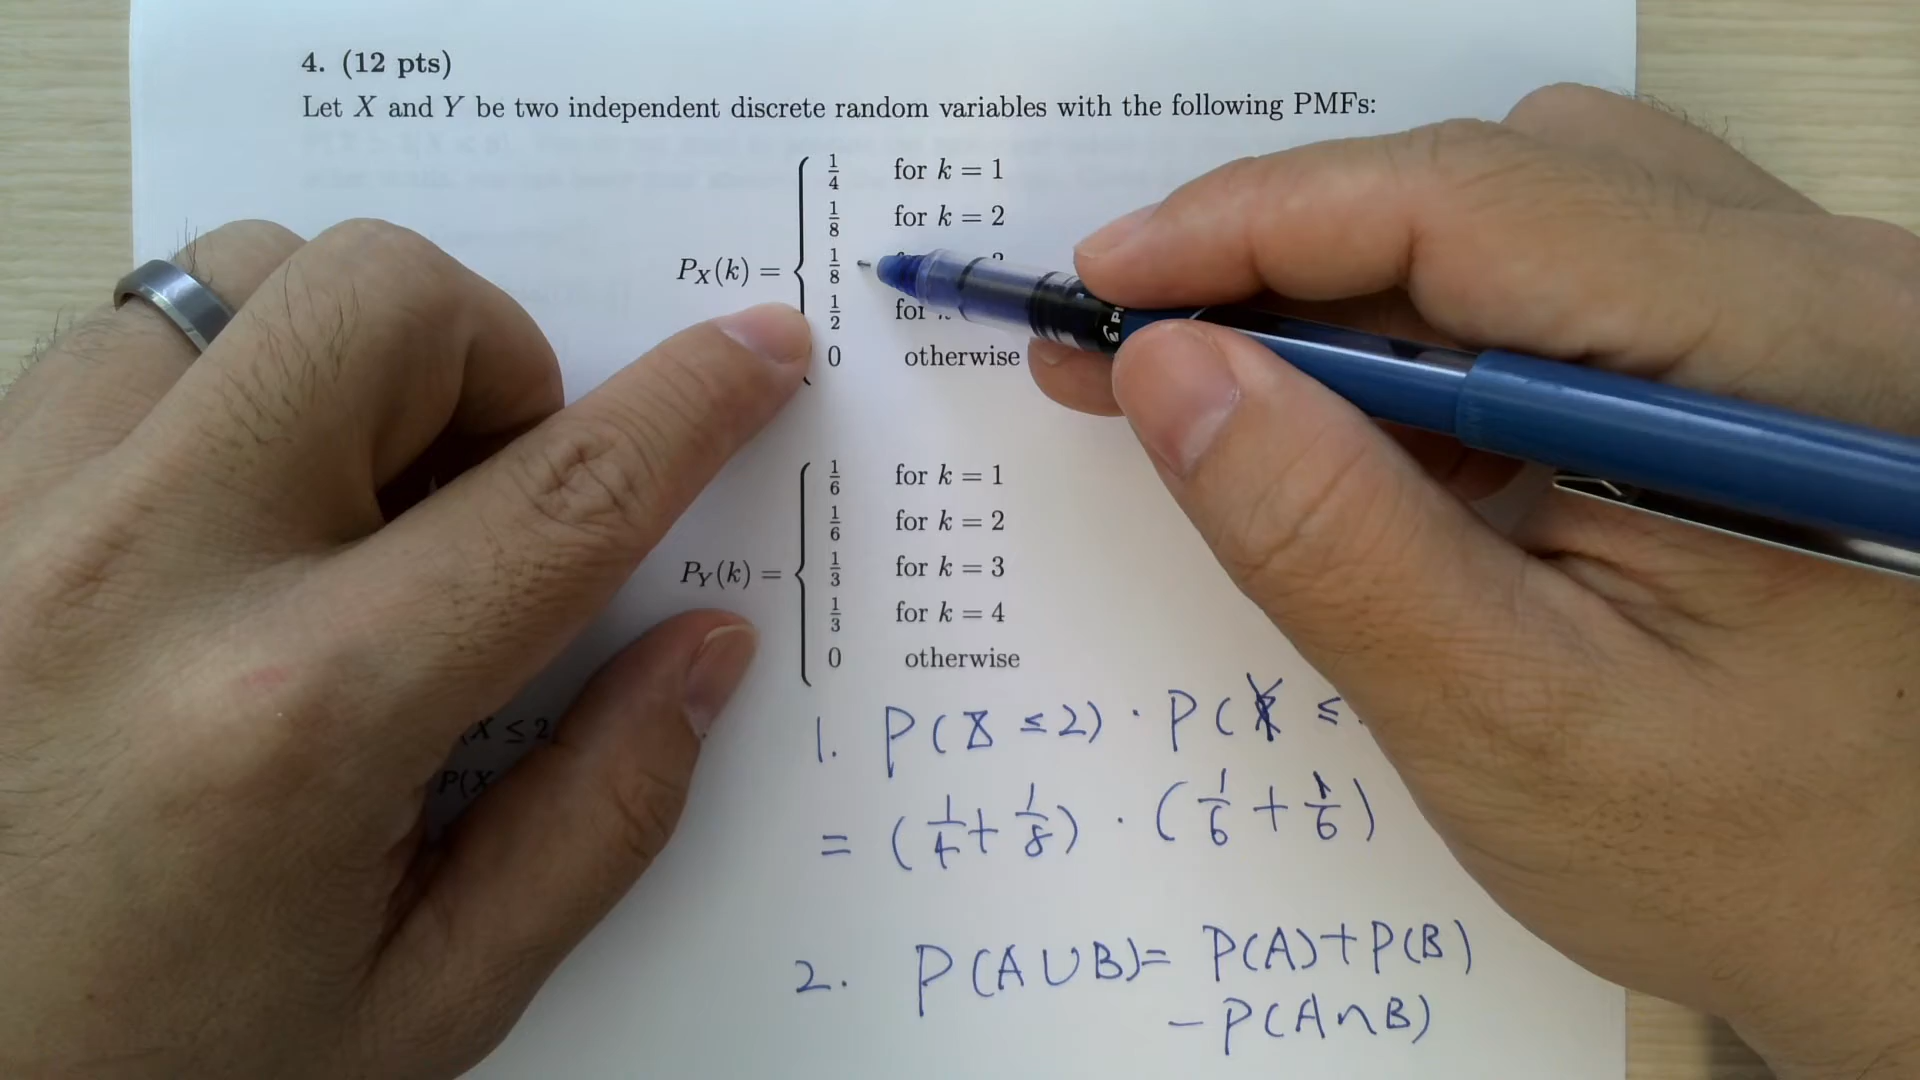 4. (12 pts)
Let X and Y be two independent discrete random variables with the following PMFs:
1/4 for k = 1
1/8 for k = 2
P_X(k) = { 1/8
1/2 for
0 otherwise
1/6 for k = 1
1/6 for k = 2
P_Y(k) = { 1/3 for k = 3
1/3 for k = 4
0 otherwise
(X ≤ 2
P(X
1. P(X ≤ 2) · P( ≤
= (1/4 + 1/8) · (1/6 + 1/6)
2. P(A ∪ B) = P(A) + P(B)
− P(A ∩ B)